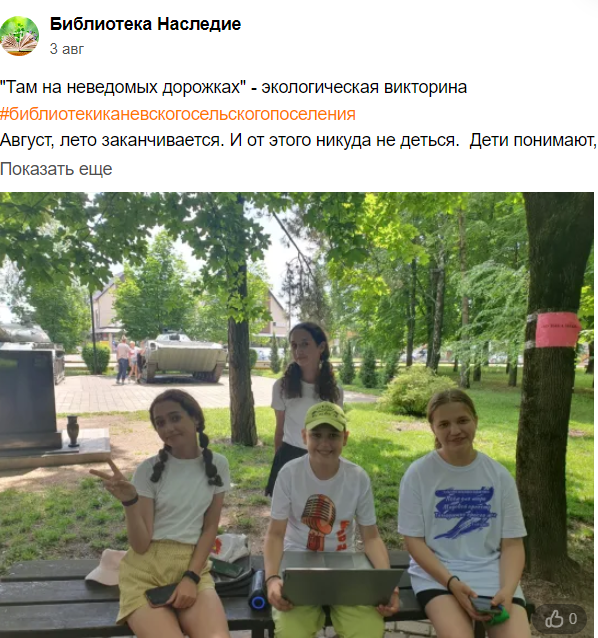 Библиотека Наследие
3 авг
"Там на неведомых дорожках" - экологическая викторина
#библиотекиканевскогосельскогопоселения
Август, лето заканчивается. И от этого никуда не деться. Дети понимают,
Показать еще
0